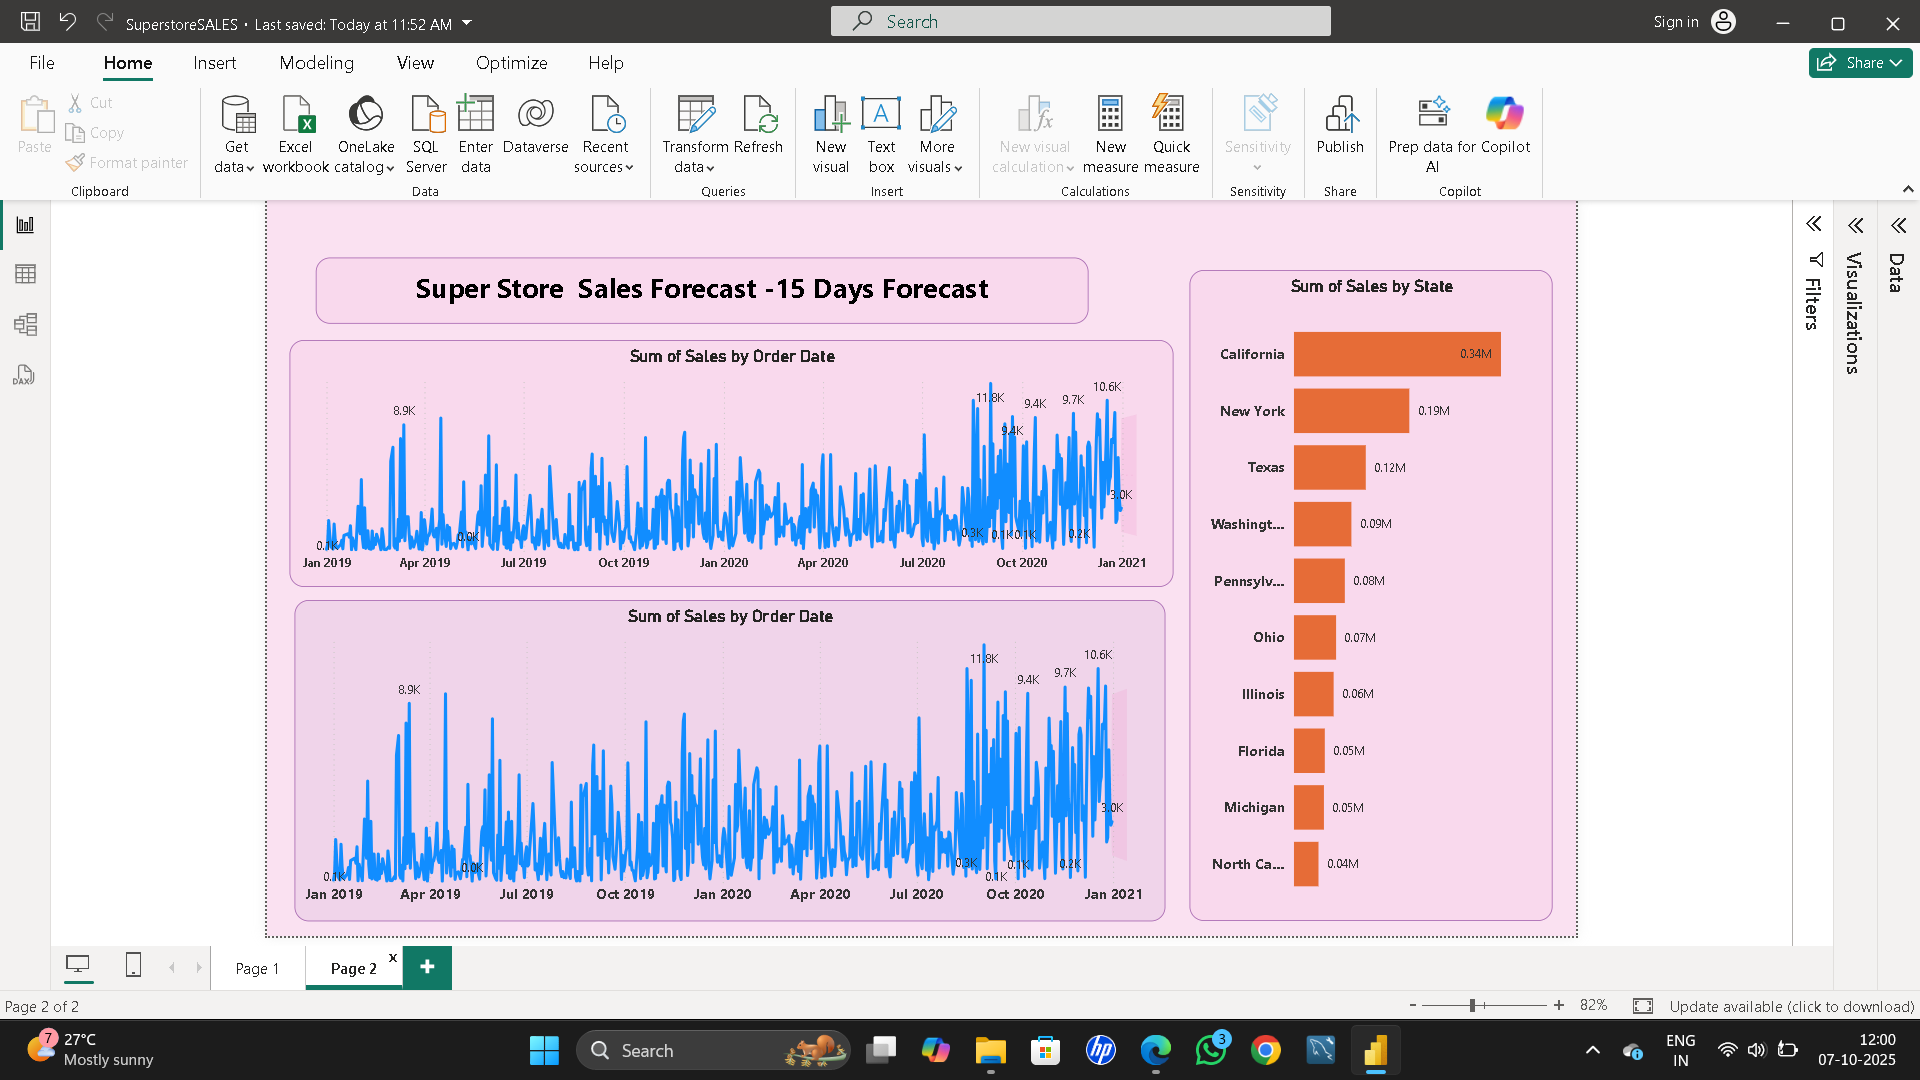 SuperstoreSALES • Last saved: Today at 11:52 AM
Search
Sign in
File
Home
Insert
Modeling
View
Optimize
Help
Share
Paste
Cut
Copy
Format painter
Clipboard
Get data
Excel workbook
OneLake catalog
SQL Server
Enter data
Dataverse
Recent sources
Data
Transform data
Refresh
Queries
New visual
Text box
More visuals
Insert
New visual calculation
New measure
Quick measure
Calculations
Sensitivity
Sensitivity
Publish
Share
Prep data for AI
Copilot
Copilot
Super Store Sales Forecast -15 Days Forecast
Sum of Sales by Order Date
8.9K
11.8K
9.4K
9.4K
9.7K
10.6K
3.0K
0.1K
0.0K
0.3K
0.1K
0.1K
0.2K
Jan 2019
Apr 2019
Jul 2019
Oct 2019
Jan 2020
Apr 2020
Jul 2020
Oct 2020
Jan 2021
Sum of Sales by Order Date
8.9K
11.8K
9.4K
9.7K
10.6K
3.0K
0.1K
0.0K
0.3K
0.1K
0.1K
0.2K
Jan 2019
Apr 2019
Jul 2019
Oct 2019
Jan 2020
Apr 2020
Jul 2020
Oct 2020
Jan 2021
Sum of Sales by State
California 0.34M
New York 0.19M
Texas 0.12M
Washingt... 0.09M
Pennsylv... 0.08M
Ohio 0.07M
Illinois 0.06M
Florida 0.05M
Michigan 0.05M
North Ca... 0.04M
Filters
Visualizations
Data
DAX
Page 1
Page 2
x
Page 2 of 2
- + 82%
Update available (click to download)
7
27°C
Mostly sunny
Search
hp
3
ENG
IN
12:00
07-10-2025